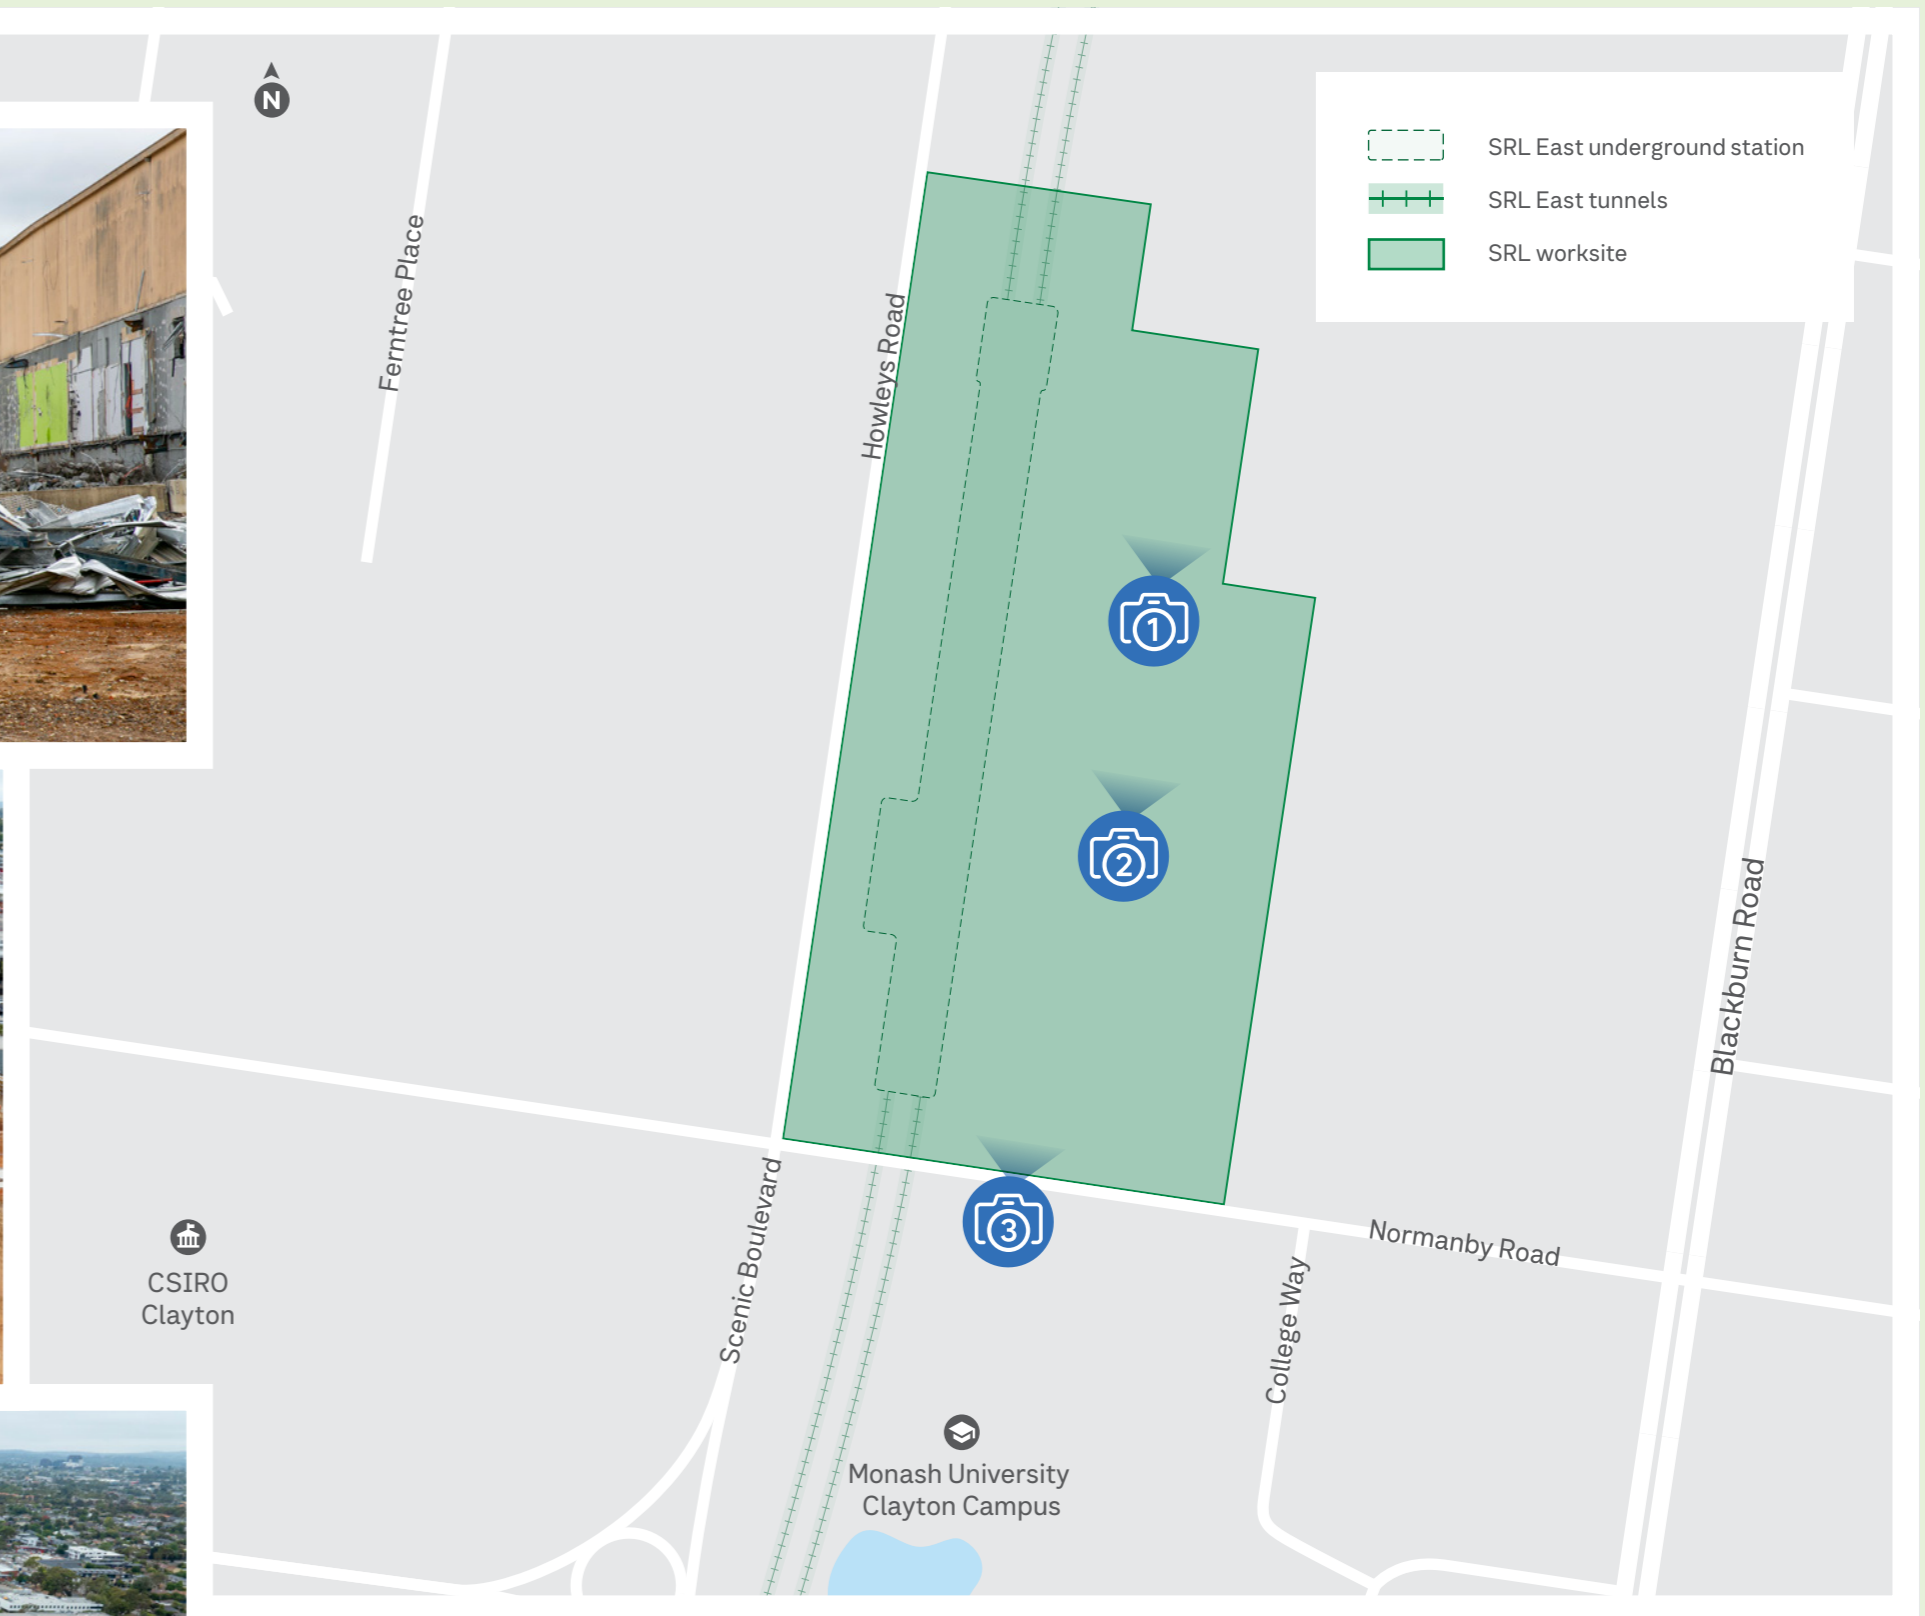 N
SRL East underground station
SRL East tunnels
SRL worksite
Ferntree Place
Howleys Road
1
2
Blackburn Road
3
Scenic Boulevard
Normanby Road
CSIRO
Clayton
College Way
Monash University
Clayton Campus